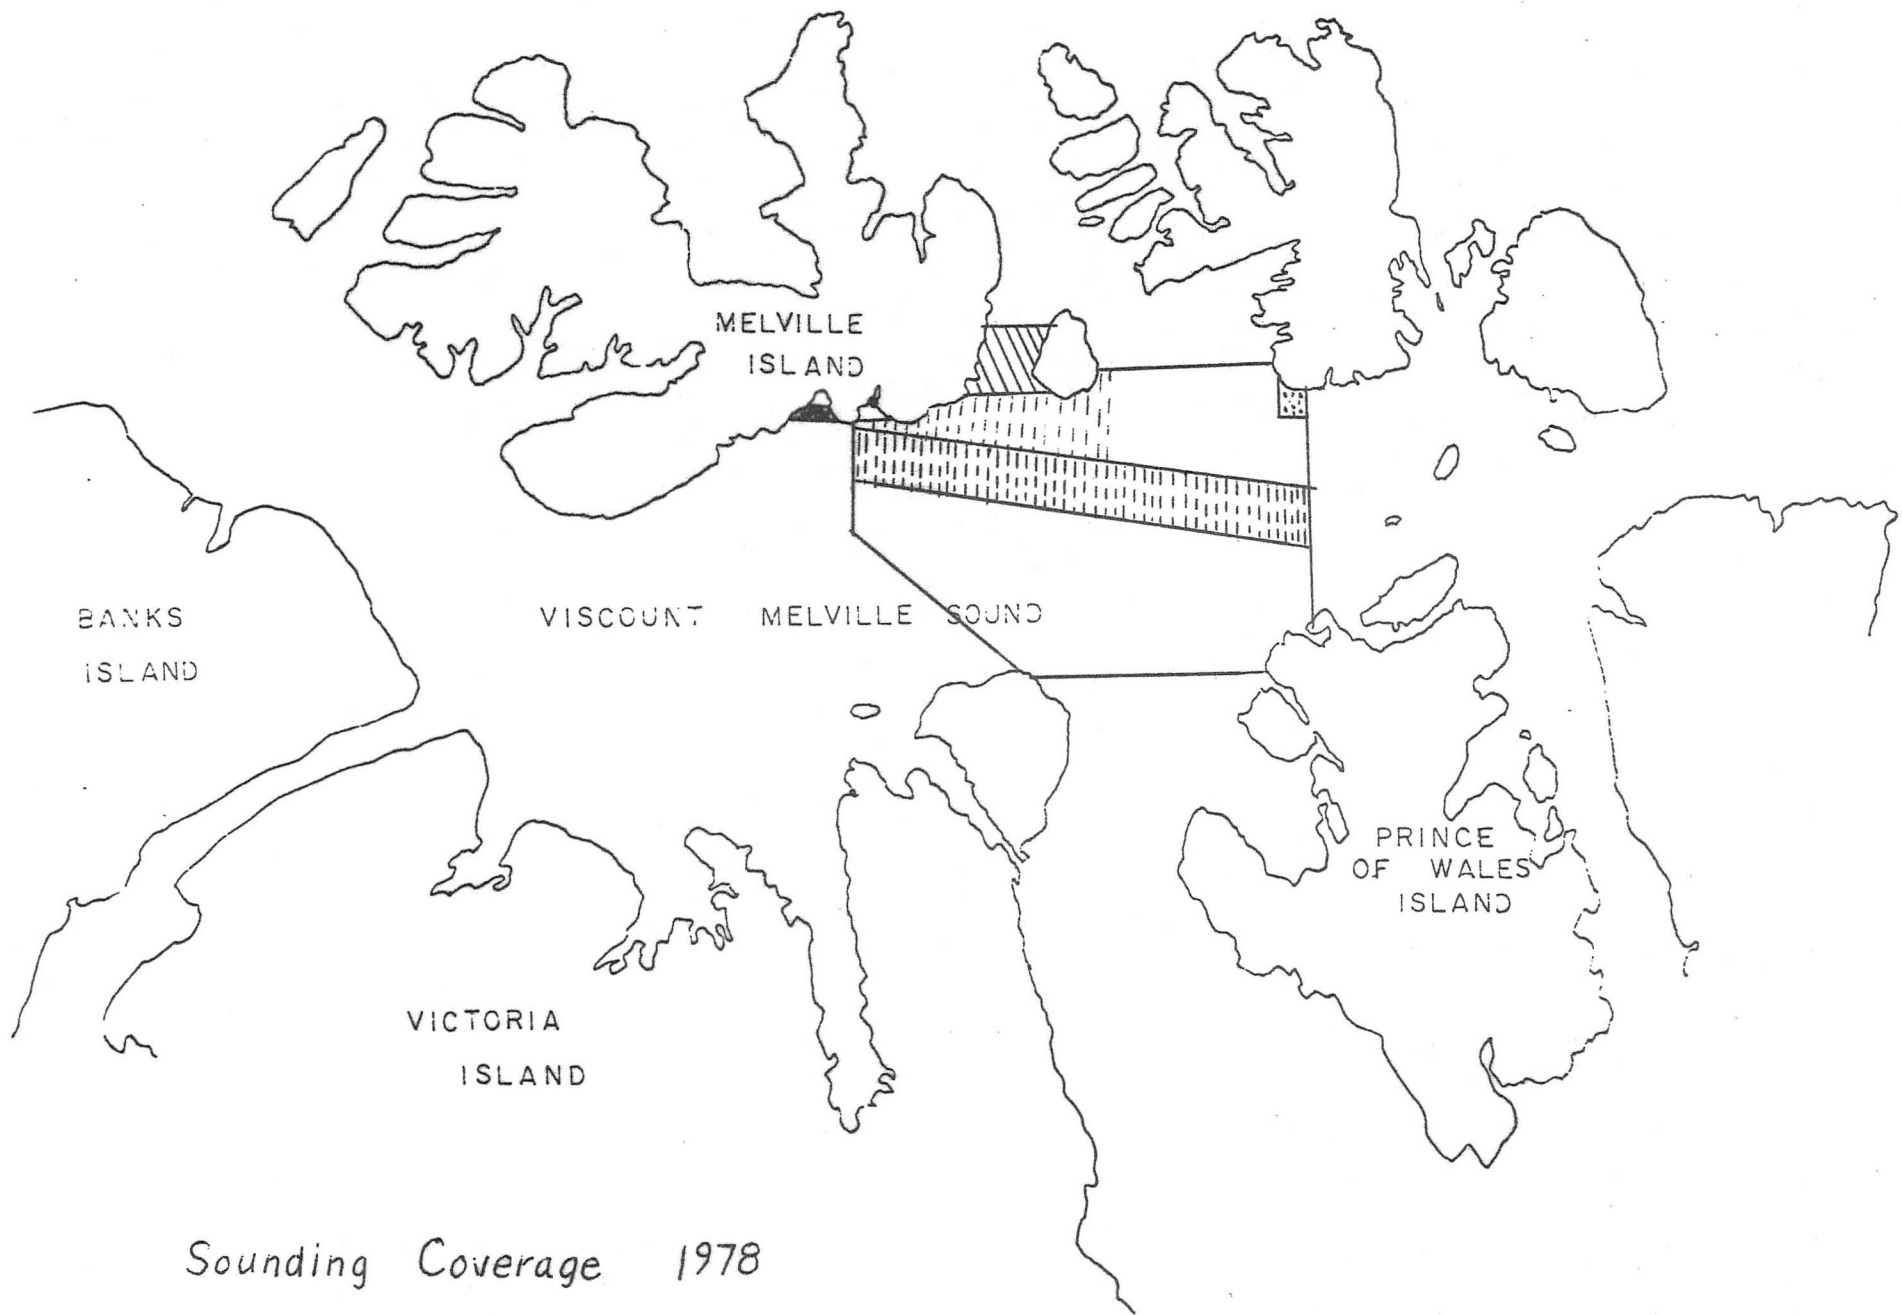 MELVILLE
ISLAND
BANKS
ISLAND
VISCOUNT MELVILLE SOUND
PRINCE
OF WALES
ISLAND
VICTORIA
ISLAND
Sounding Coverage 1978